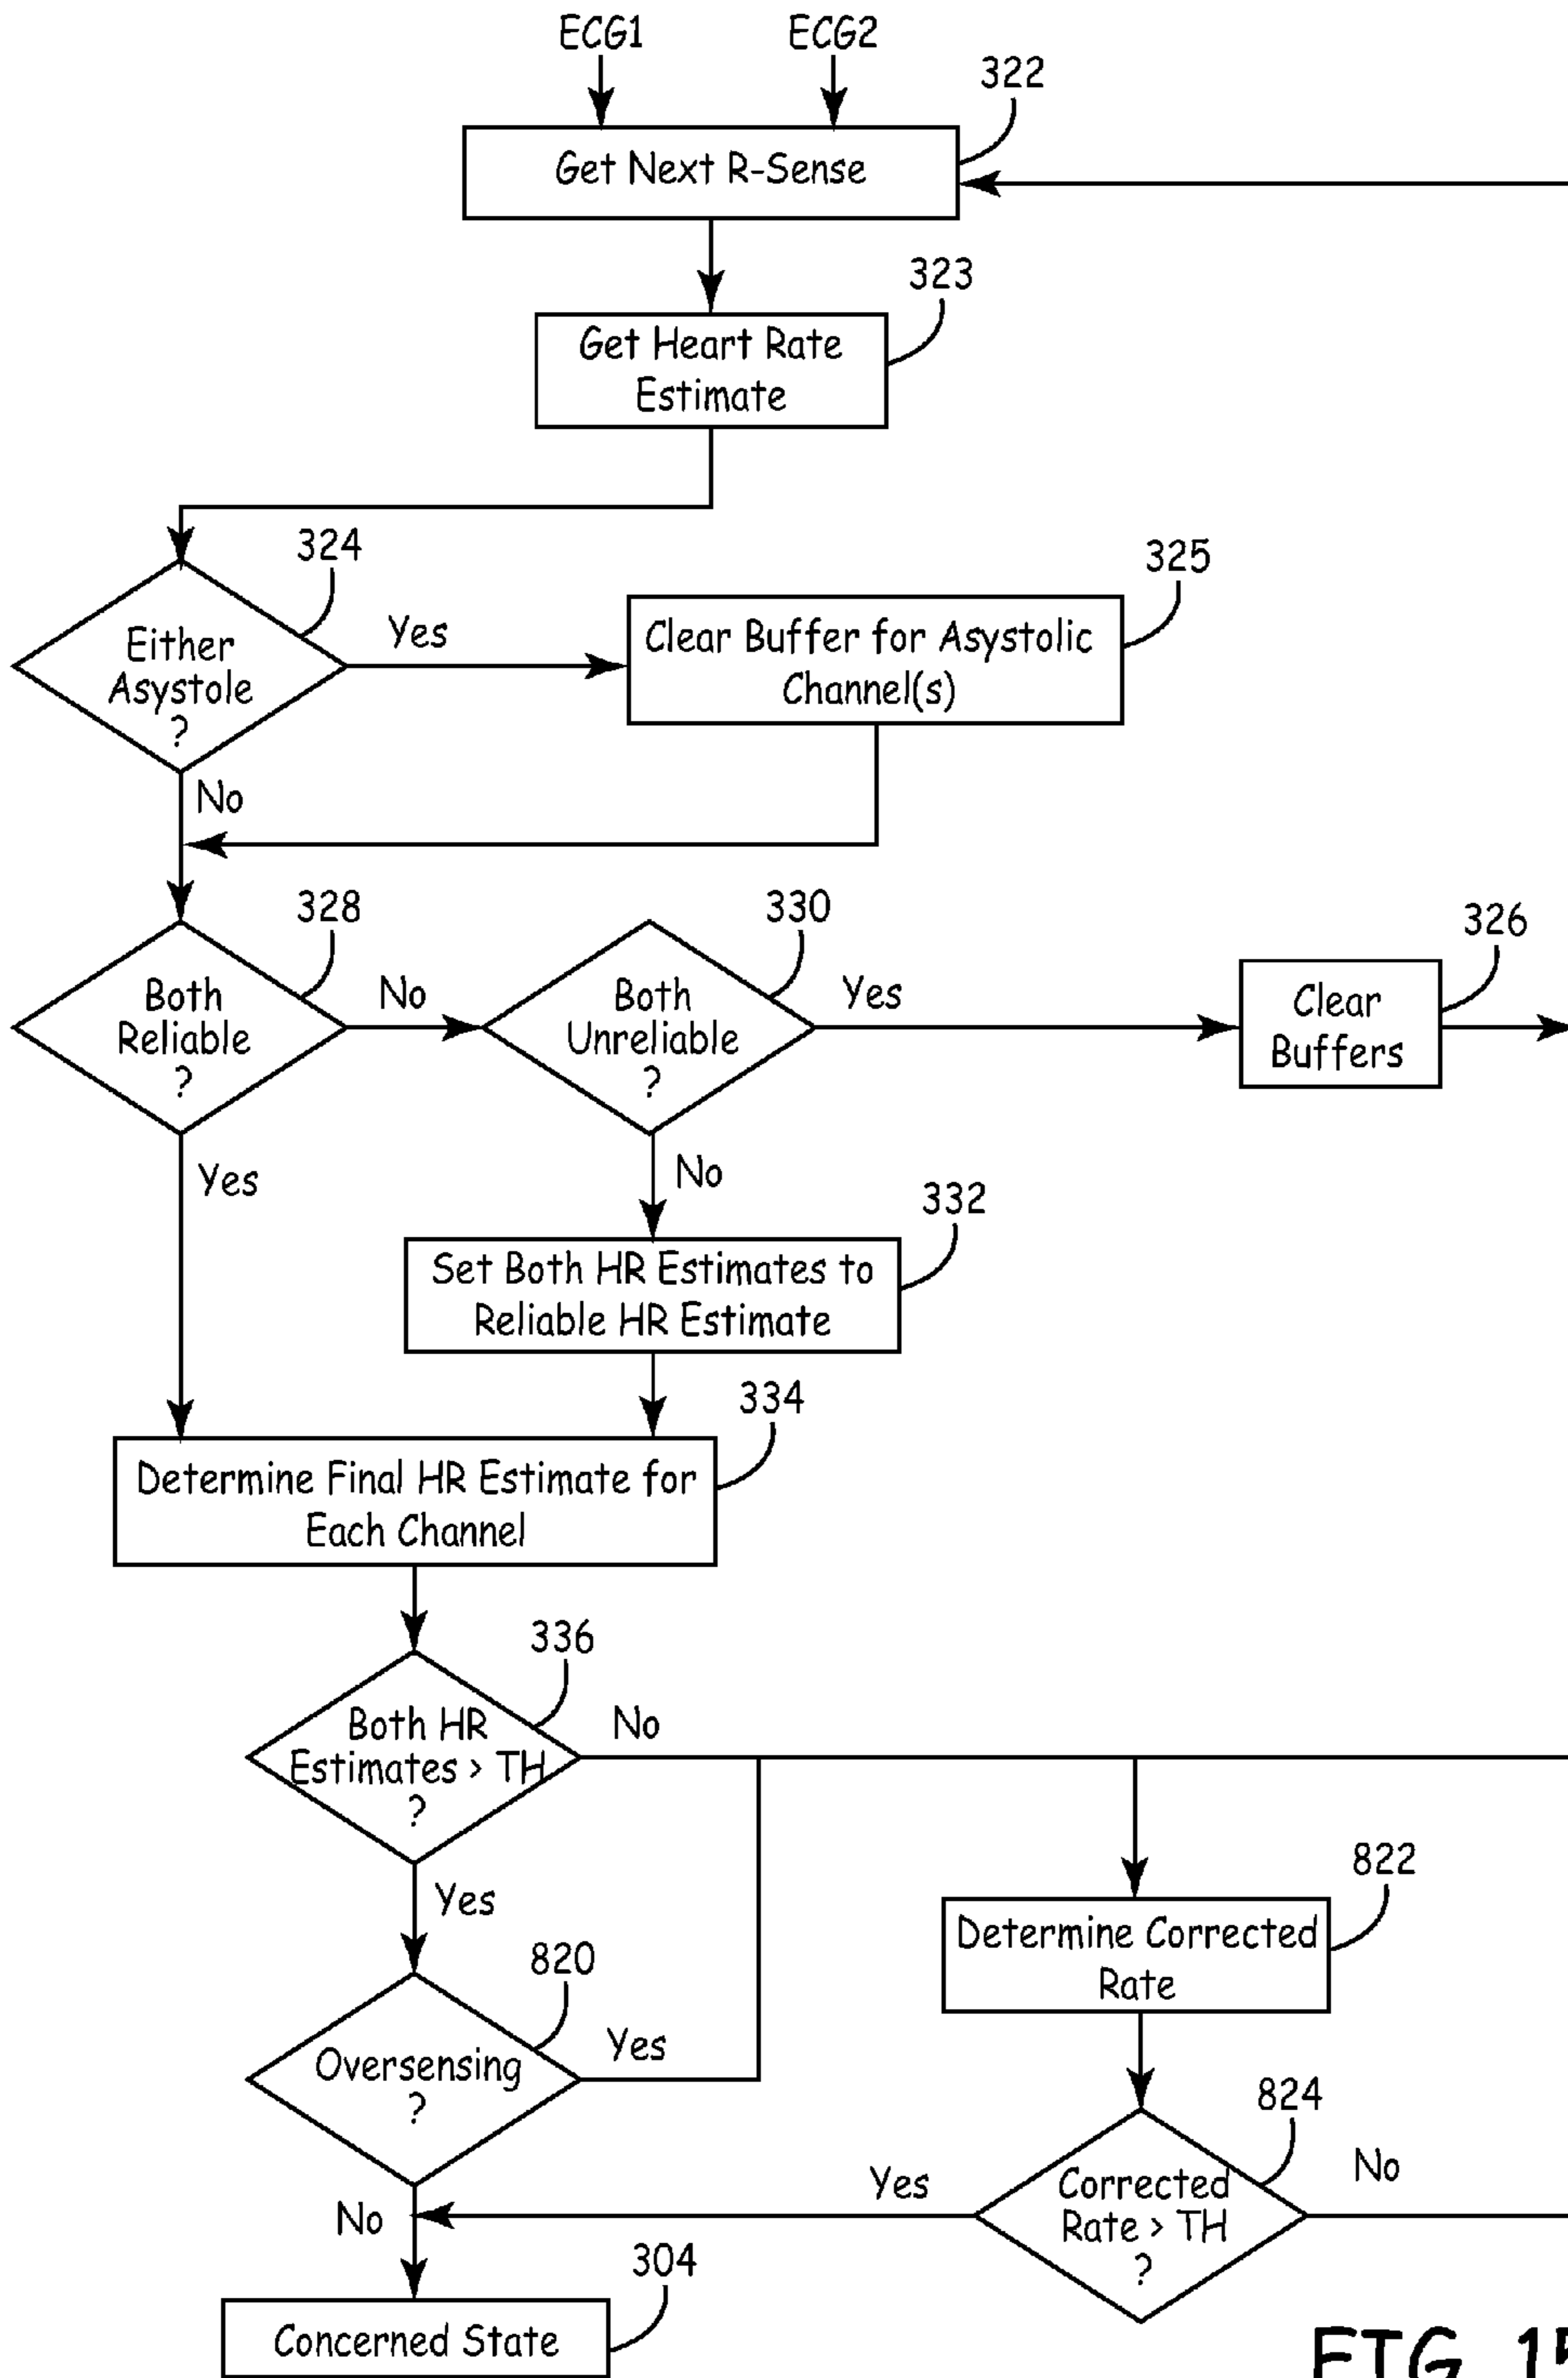 ECG1
ECG2
322
Get Next R-Sense
323
Get Heart Rate
Estimate
324
Either
Asystole
?
Yes
325
Clear Buffer for Asystolic
Channel(s)
No
328
Both
Reliable
?
No
330
Both
Unreliable
?
Yes
326
Clear
Buffers
Yes
No
332
Set Both HR Estimates to
Reliable HR Estimate
334
Determine Final HR Estimate for
Each Channel
336
Both HR
Estimates > TH
?
No
Yes
822
Determine Corrected
Rate
820
Oversensing
?
Yes
824
Corrected
Rate > TH
?
Yes
No
No
304
Concerned State
FIG. 15